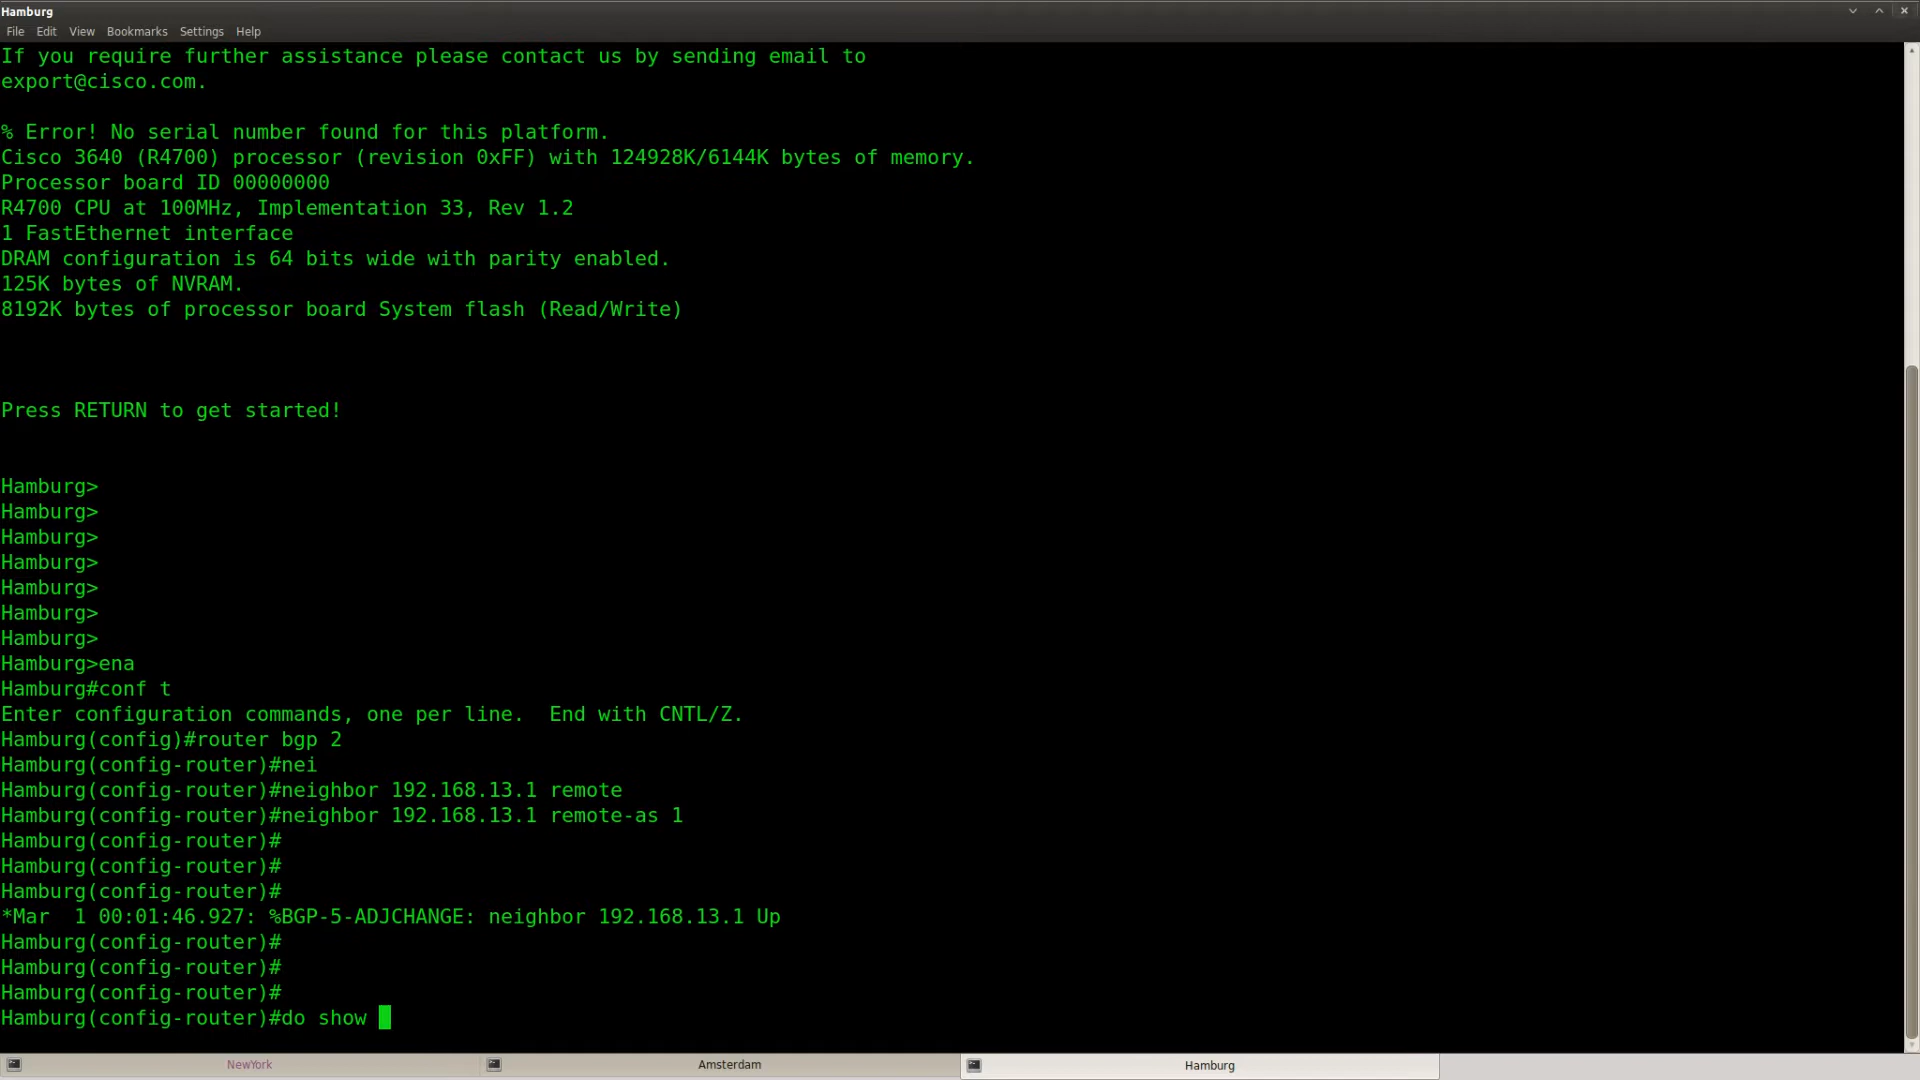 Hamburg
File Edit View Bookmarks Settings Help
If you require further assistance please contact us by sending email to
export@cisco.com.
% Error! No serial number found for this platform.
Cisco 3640 (R4700) processor (revision 0xFF) with 124928K/6144K bytes of memory.
Processor board ID 00000000
R4700 CPU at 100MHz, Implementation 33, Rev 1.2
1 FastEthernet interface
DRAM configuration is 64 bits wide with parity enabled.
125K bytes of NVRAM.
8192K bytes of processor board System flash (Read/Write)
Press RETURN to get started!
Hamburg>
Hamburg>
Hamburg>
Hamburg>
Hamburg>
Hamburg>
Hamburg>
Hamburg>ena
Hamburg#conf t
Enter configuration commands, one per line.  End with CNTL/Z.
Hamburg(config)#router bgp 2
Hamburg(config-router)#nei
Hamburg(config-router)#neighbor 192.168.13.1 remote
Hamburg(config-router)#neighbor 192.168.13.1 remote-as 1
Hamburg(config-router)#
Hamburg(config-router)#
Hamburg(config-router)#
*Mar  1 00:01:46.927: %BGP-5-ADJCHANGE: neighbor 192.168.13.1 Up
Hamburg(config-router)#
Hamburg(config-router)#
Hamburg(config-router)#
Hamburg(config-router)#do show
NewYork Amsterdam Hamburg